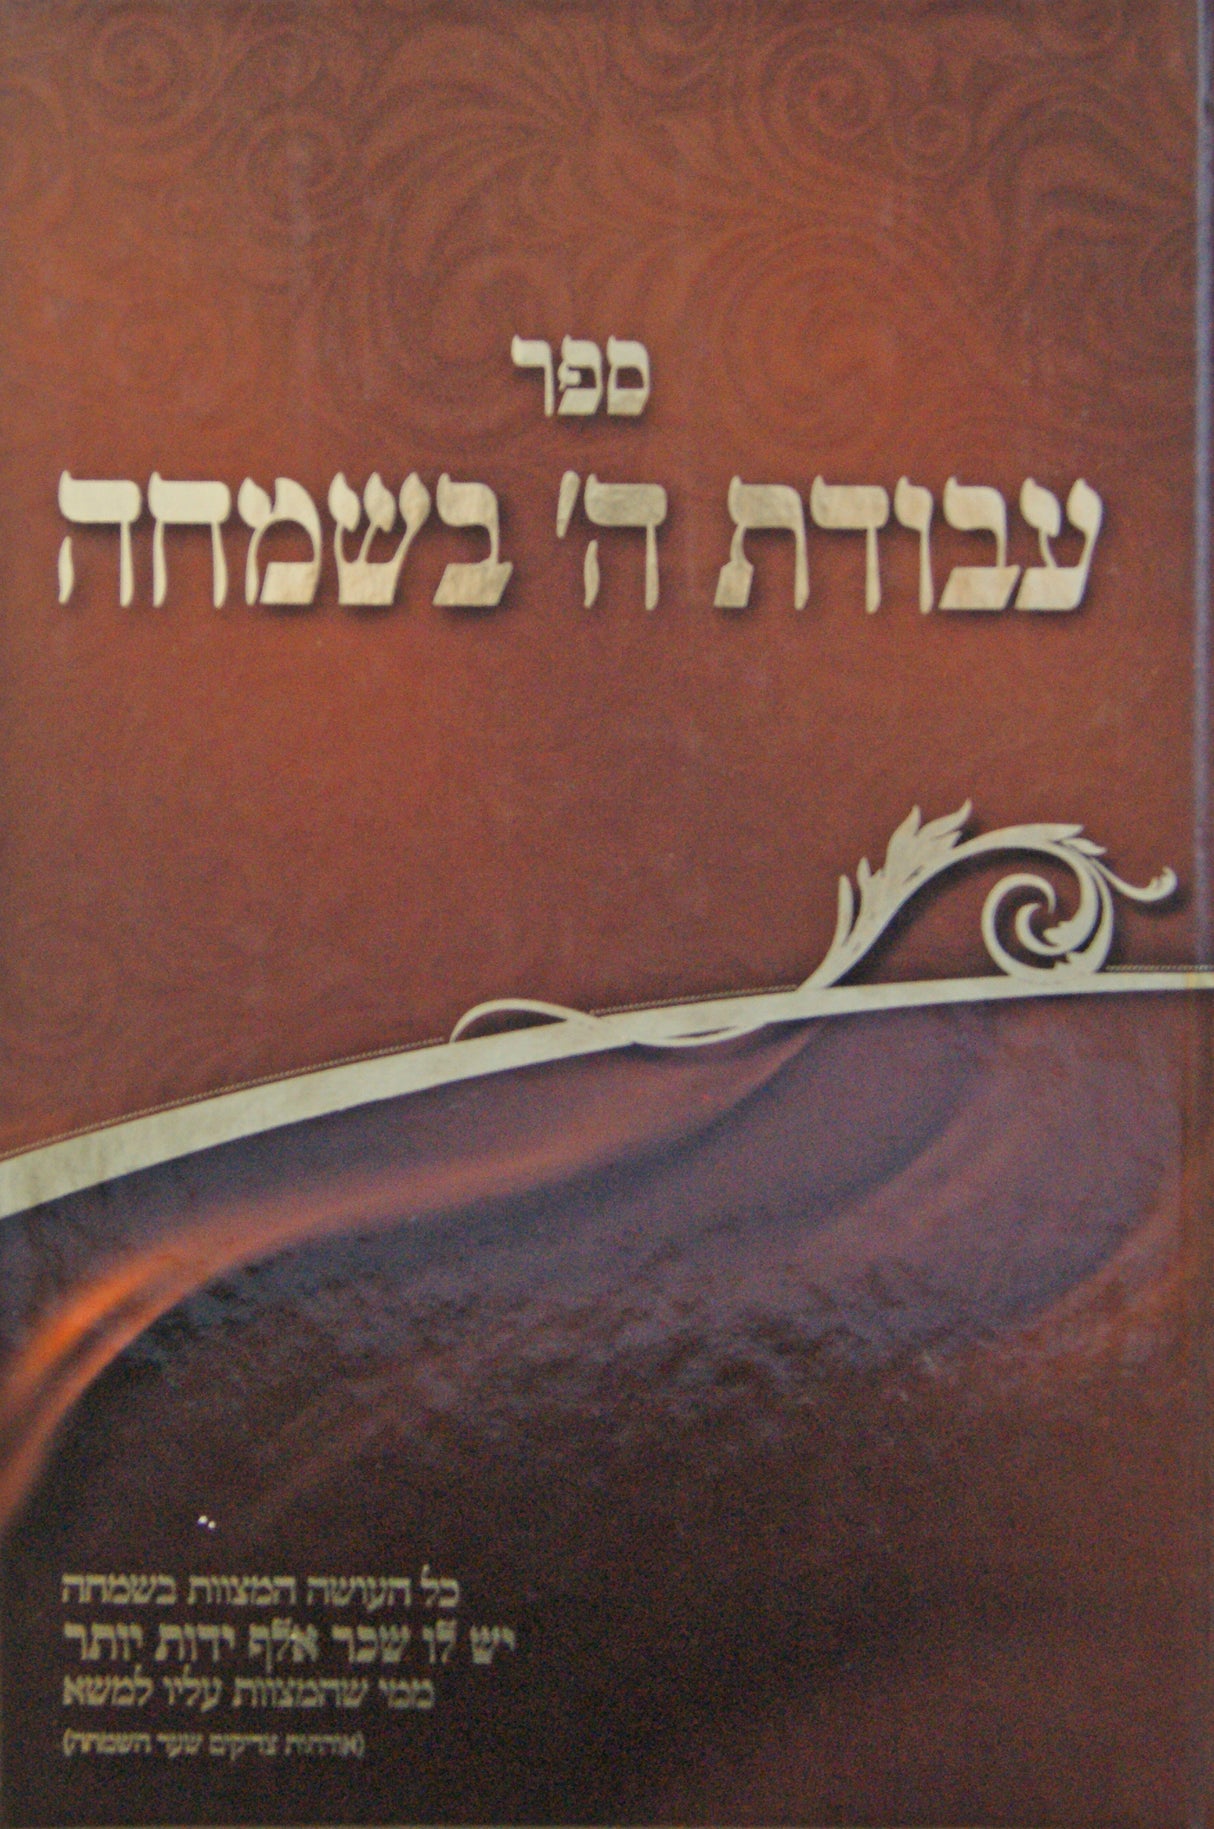 ספר
עבודת ה' בשמחה
כל העושה המצוות בשמחה
יש לו שכר אלף ידות יותר
ממי שהמצוות עליו למשא
(אורחות צדיקים שער השמחה)